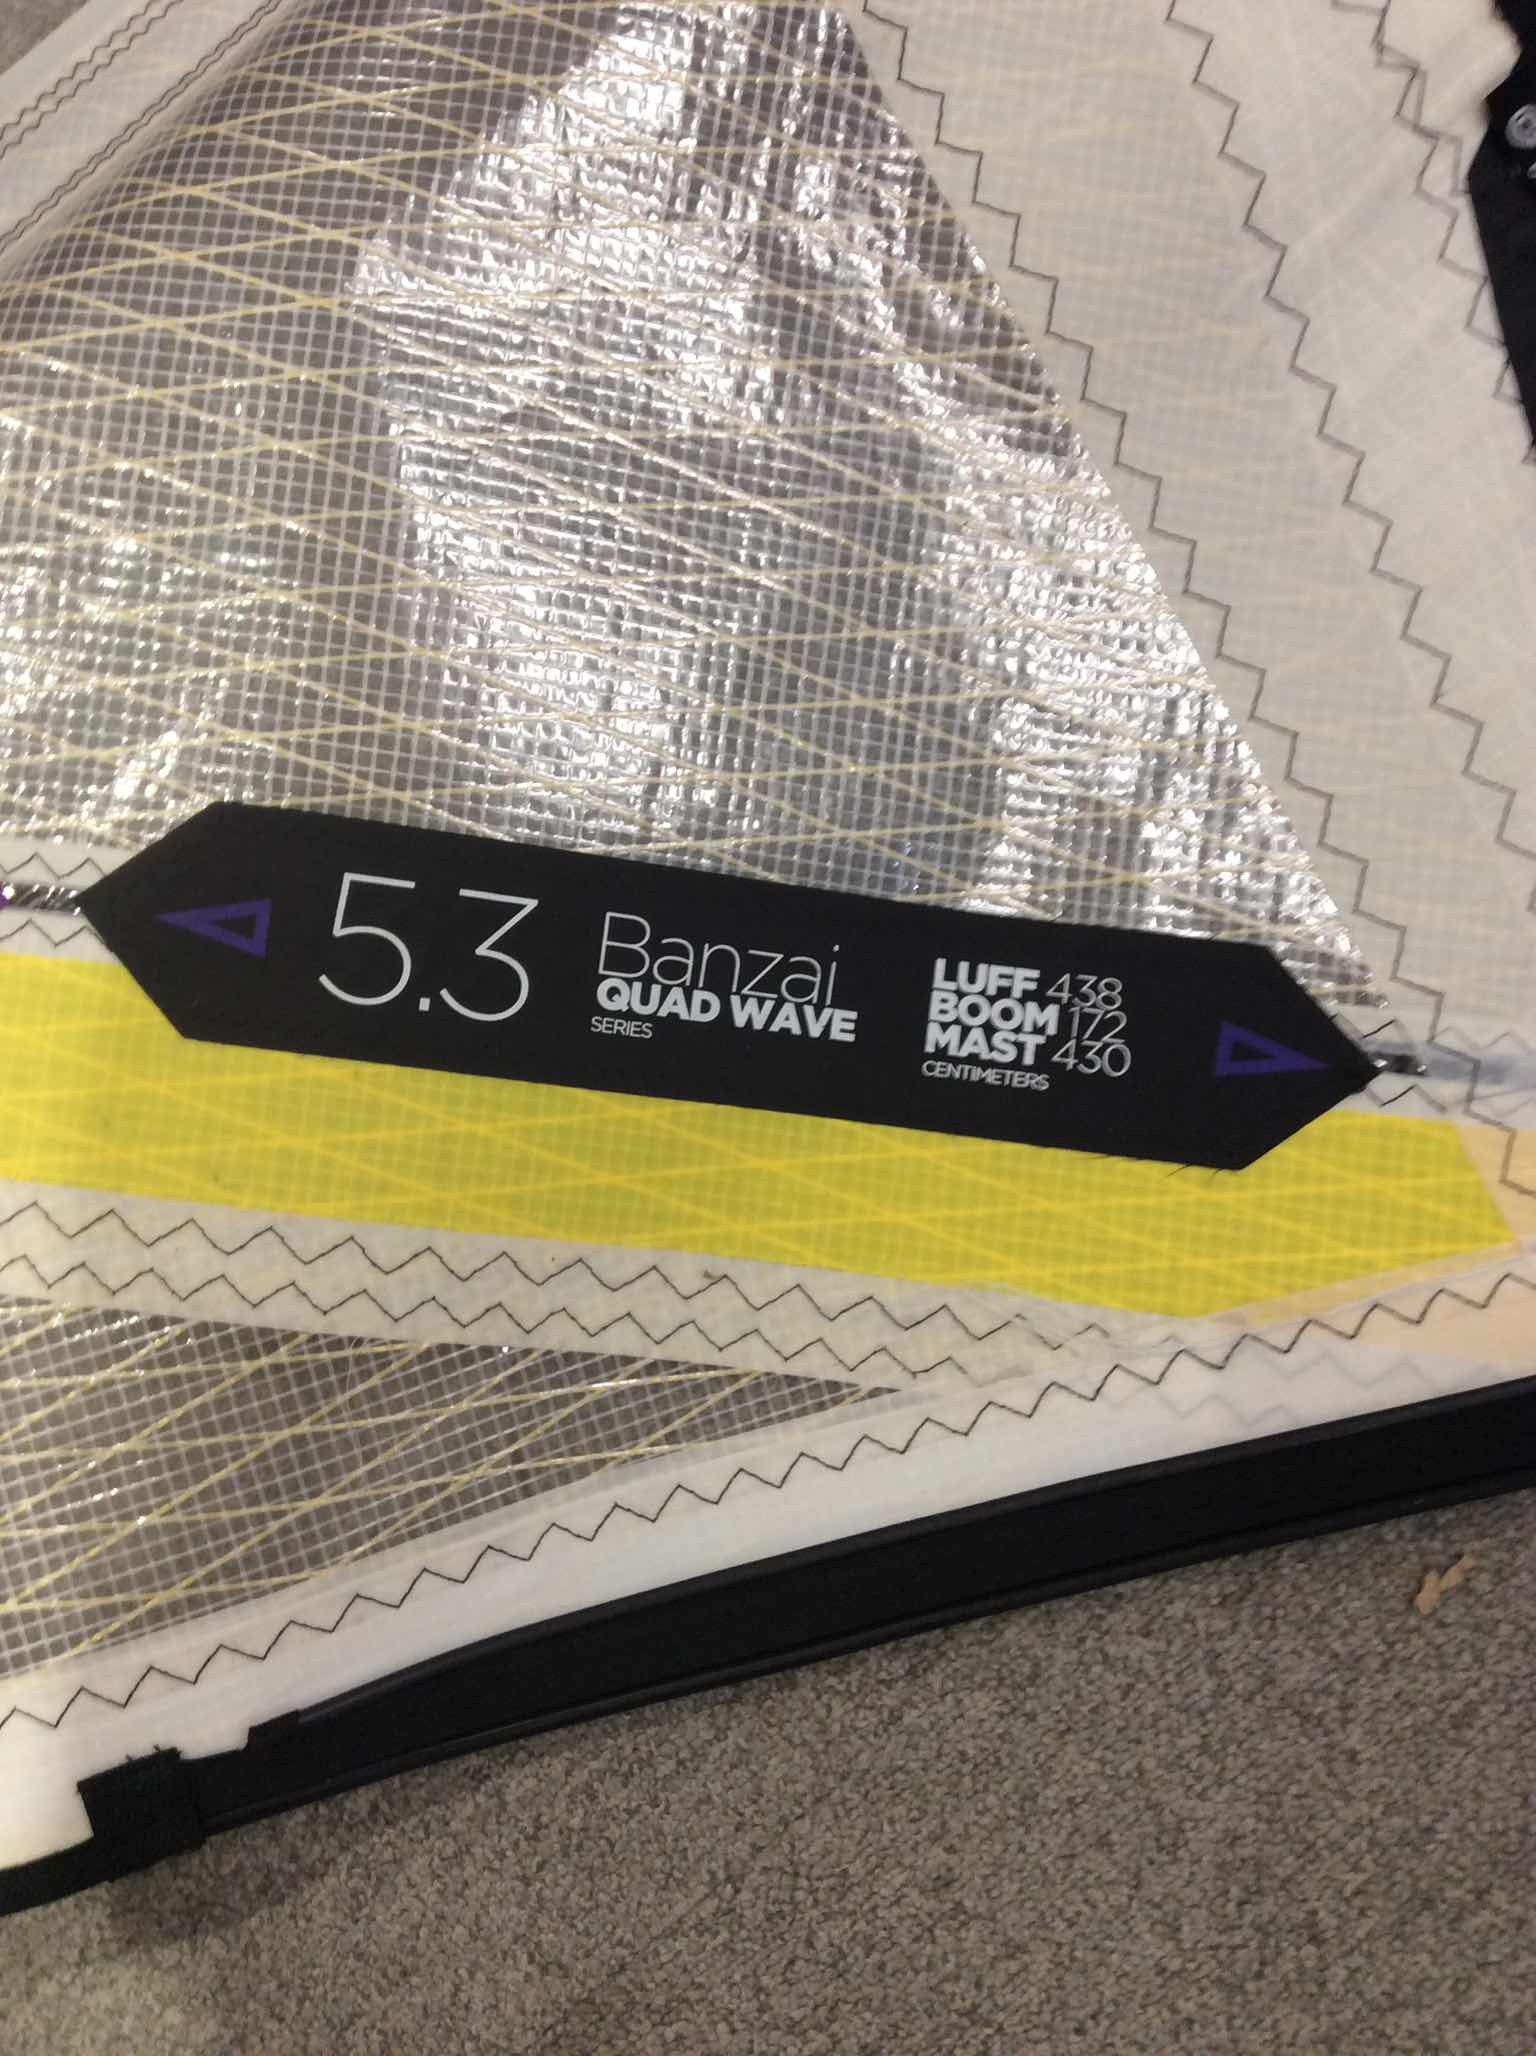 5.3
Banzai
QUAD WAVE
SERIES
LUFF 438
BOOM 172
MAST 430
CENTIMETERS